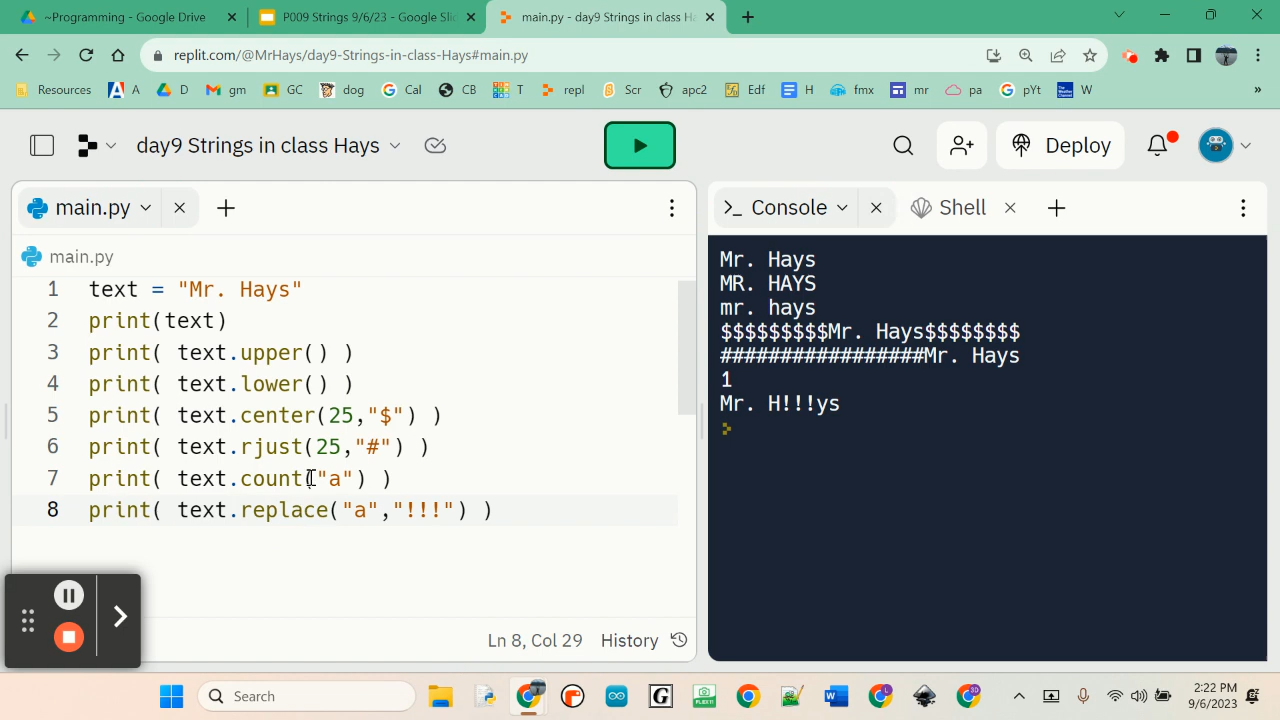 ~Programming - Google Drive
P009 Strings 9/6/23 - Google Slid
main.py - day9 Strings in class Ha
replit.com/@MrHays/day9-Strings-in-class-Hays#main.py
Resources A D gm GC dog Cal CB T repl Scr apc2 Edf H fmx mr pa pYt W »
day9 Strings in class Hays
Deploy
main.py
Console
Shell
main.py
1 text = "Mr. Hays"
2 print(text)
3 print( text.upper() )
4 print( text.lower() )
5 print( text.center(25,"$") )
6 print( text.rjust(25,"#") )
7 print( text.count("a") )
8 print( text.replace("a","!!!") )
Mr. Hays
MR. HAYS
mr. hays
$$$$$$$$$Mr. Hays$$$$$$$$
#################Mr. Hays
1
Mr. H!!!ys
Ln 8, Col 29 History
Search
2:22 PM
9/6/2023